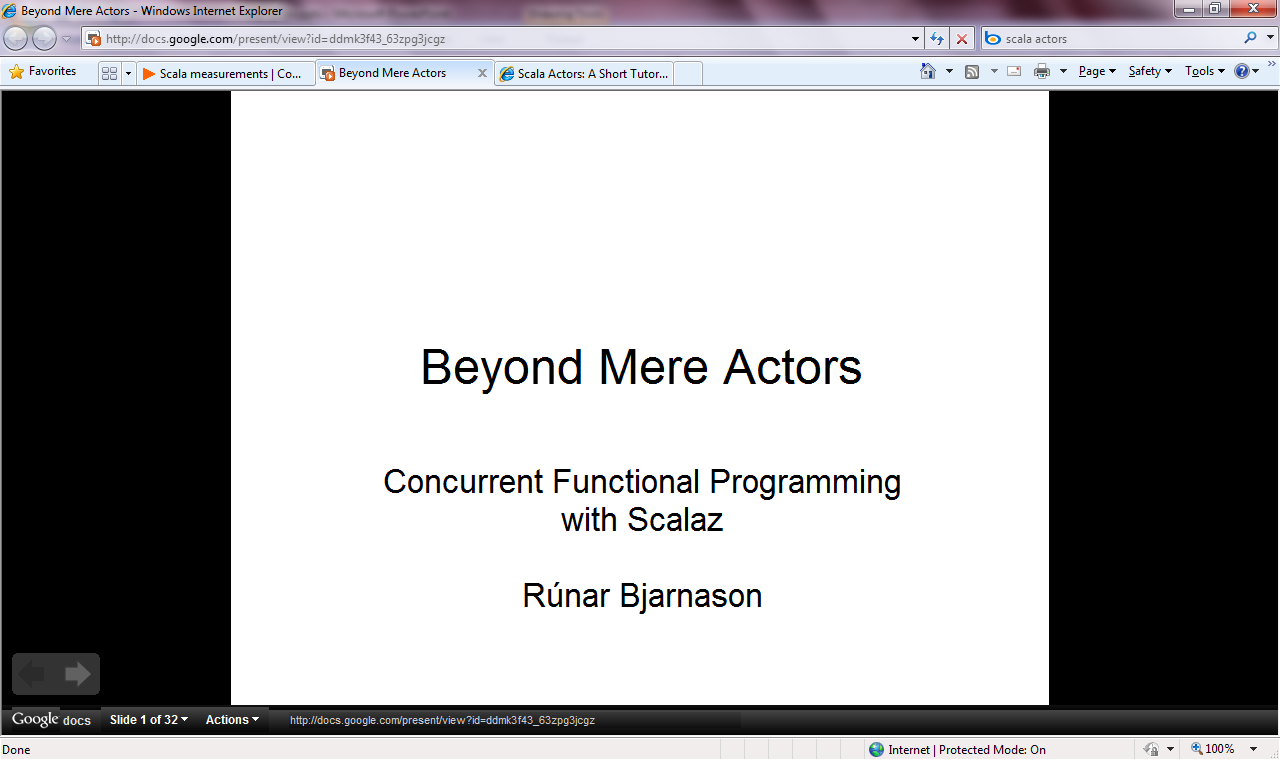 Beyond Mere Actors - Windows Internet Explorer
http://docs.google.com/present/view?id=ddmk3f43_63zpg3jcgz
scala actors
Favorites
Scala measurements | Co...
Beyond Mere Actors
Scala Actors: A Short Tutor...
Page
Safety
Tools
Beyond Mere Actors
Concurrent Functional Programming
with Scalaz
Rúnar Bjarnason
Google docs
Slide 1 of 32
Actions
http://docs.google.com/present/view?id=ddmk3f43_63zpg3jcgz
Done
Internet | Protected Mode: On
100%